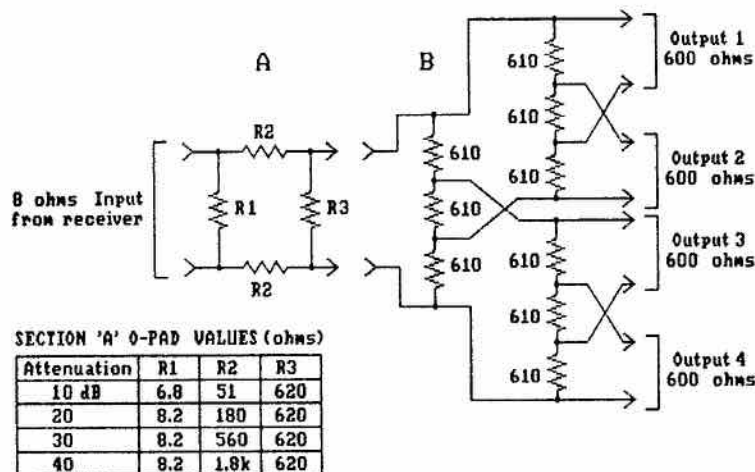 A
B
610
610
610
Output 1
600 ohms
Output 2
600 ohms
R2
R1
R3
R2
8 ohms Input
from receiver
610
610
610
610
610
610
Output 3
600 ohms
Output 4
600 ohms
SECTION 'A' O-PAD VALUES (ohms)
Attenuation R1 R2 R3
10 dB 6.8 51 620
20 8.2 180 620
30 8.2 560 620
40 8.2 1.8k 620